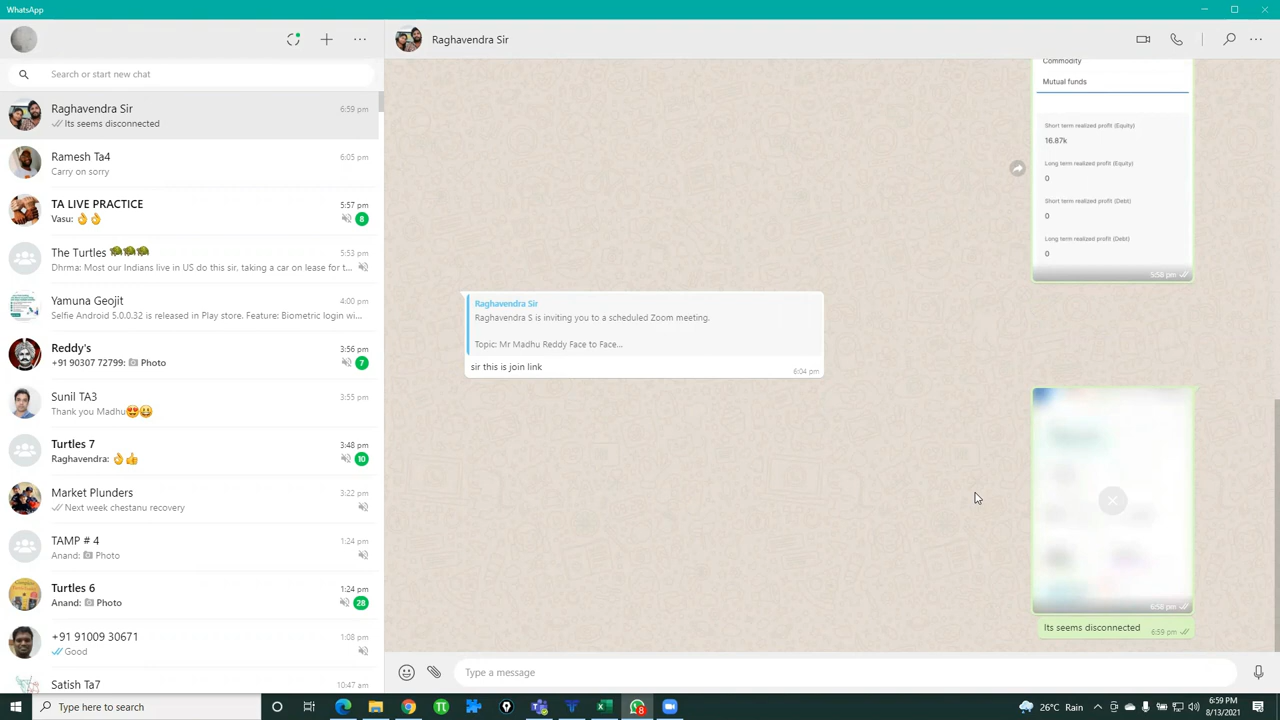 WhatsApp
Search or start new chat
Raghavendra Sir
6:59 pm
Its seems disconnected
Ramesh Ta4
6:05 pm
Carry on sorry
TA LIVE PRACTICE
5:57 pm
Vasu: 👌👌
8
The Turtles 🐢🐢🐢
5:53 pm
Dhrma: Most our Indians live in US do this sir, taking a car on lease for t...
Yamuna Geojit
4:00 pm
Selfie Android 5.0.0.32 is released in Play store. Feature: Biometric login wi...
Reddy's
3:56 pm
+91 90307 72799: Photo
7
Sunil TA3
3:55 pm
Thank you Madhu😍😃
Turtles 7
3:48 pm
Raghavendra: 👌👍
10
Market Plunders
3:22 pm
Next week chestanu recovery
TAMP # 4
1:24 pm
Anand: Photo
Turtles 6
1:24 pm
Anand: Photo
28
+91 91009 30671
1:08 pm
Good
Satish Ta7
10:47 am
Raghavendra Sir
Commodity
Mutual funds
Short term realized profit (Equity)
16.87k
Long term realized profit (Equity)
0
Short term realized profit (Debt)
0
Long term realized profit (Debt)
0
5:58 pm
Raghavendra Sir
Raghavendra S is inviting you to a scheduled Zoom meeting.
Topic: Mr Madhu Reddy Face to Face...
sir this is join link
6:04 pm
6:58 pm
Its seems disconnected
6:59 pm
Type a message
Type here to search
8
26°C Rain
6:59 PM
8/13/2021